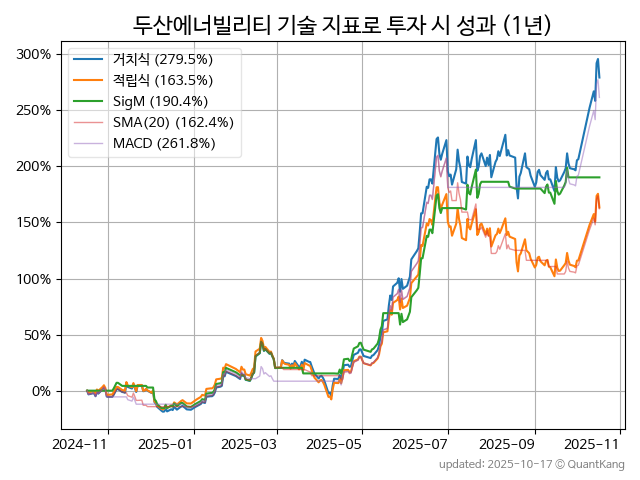 두산에너빌리티 기술 지표로 투자 시 성과 (1년)
300%
250%
200%
150%
100%
50%
0%
거치식 (279.5%)
적립식 (163.5%)
SigM (190.4%)
SMA(20) (162.4%)
MACD (261.8%)
2024-11
2025-01
2025-03
2025-05
2025-07
2025-09
2025-11
updated: 2025-10-17 © QuantKang